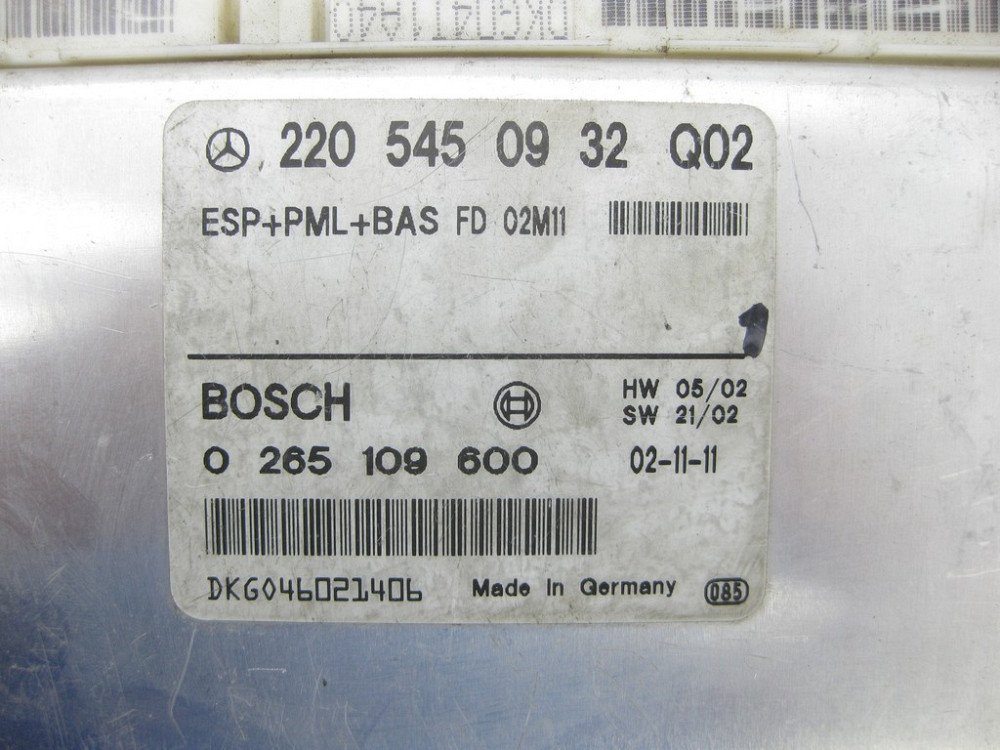 220 545 09 32 Q02
ESP+PML+BAS FD 02M11
1
BOSCH
HW 05/02
SW 21/02
0 265 109 600
02-11-11
DKG046021406
Made In Germany
085